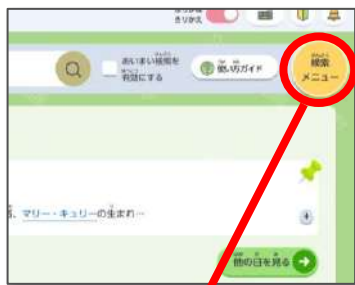 きりかえ
あいまい検索を
有効にする
使い方ガイド
検索
メニュー
、マリー・キュリーの生まれ…
他の日を見る